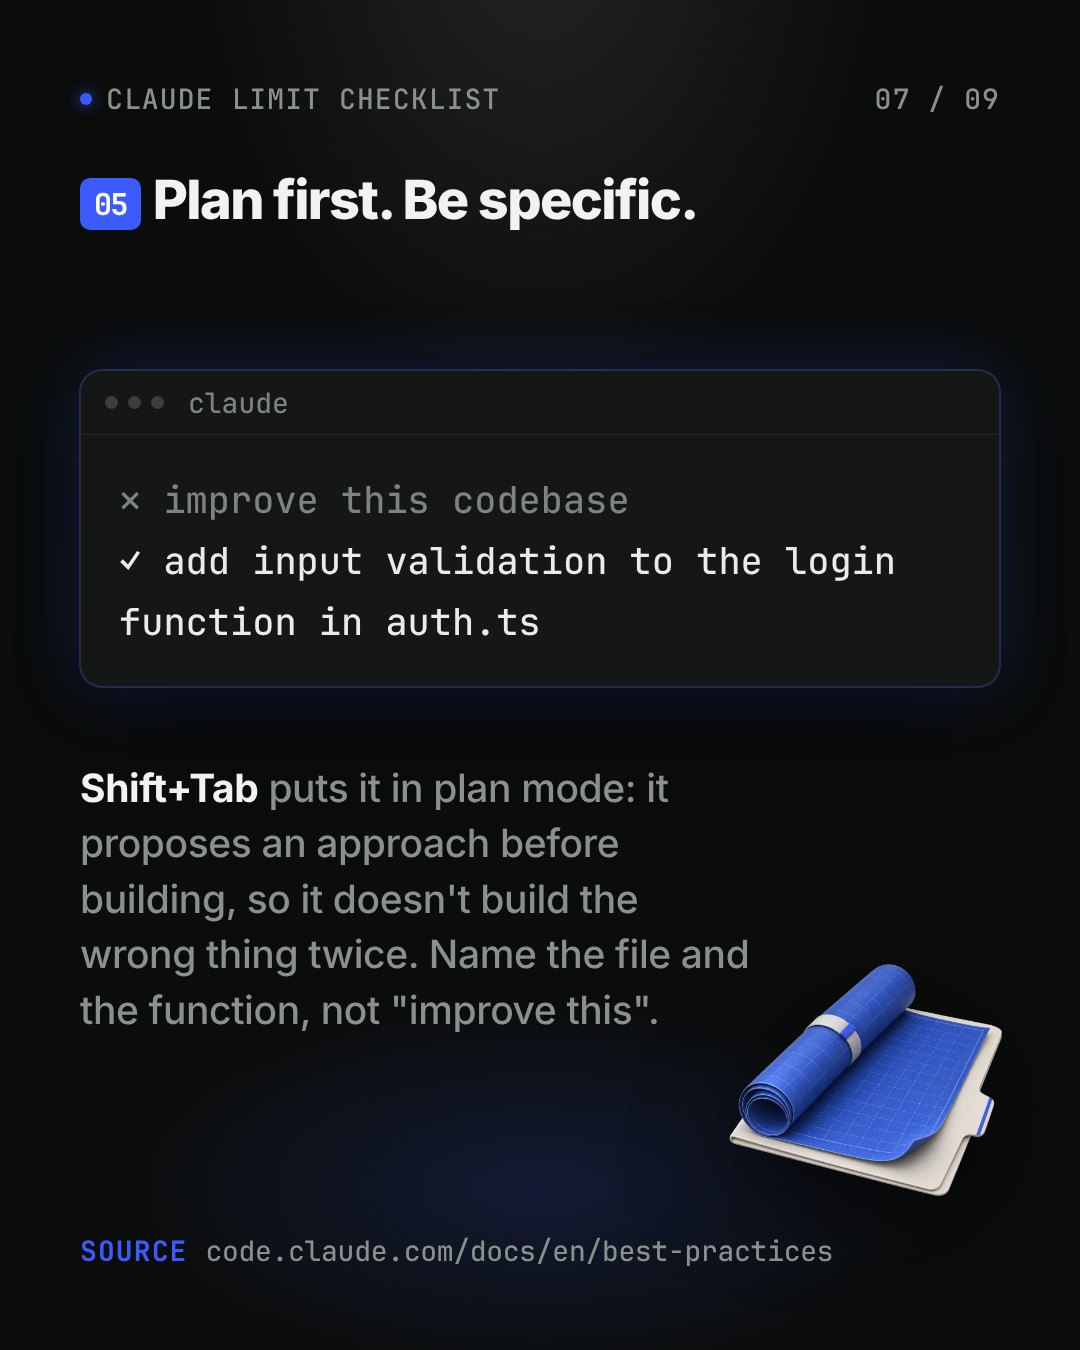 CLAUDE LIMIT CHECKLIST
07 / 09
05 Plan first. Be specific.
claude
× improve this codebase
✓ add input validation to the login
function in auth.ts
Shift+Tab puts it in plan mode: it
proposes an approach before
building, so it doesn't build the
wrong thing twice. Name the file and
the function, not "improve this".
SOURCE code.claude.com/docs/en/best-practices